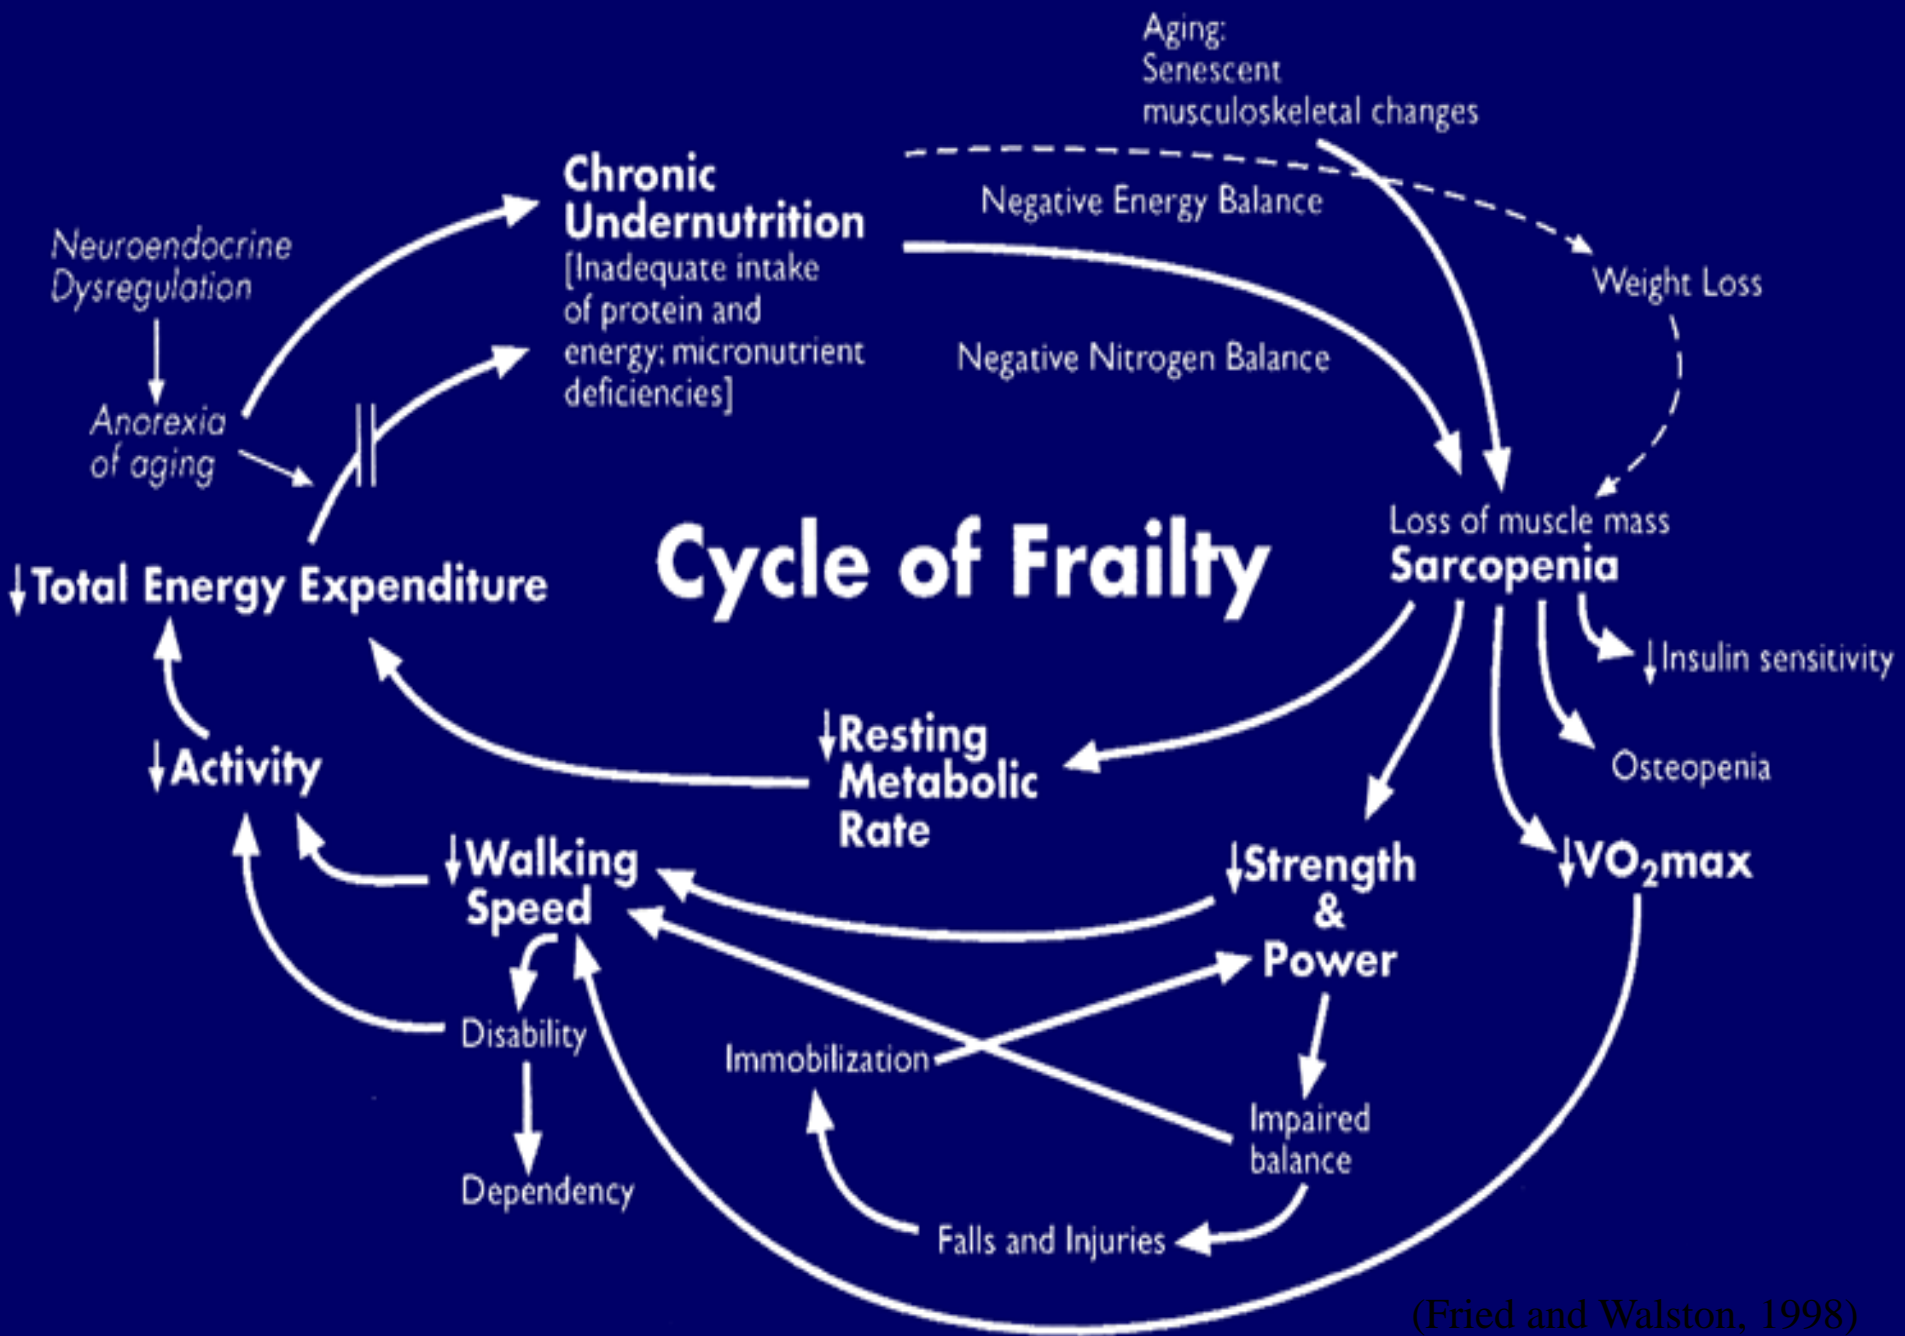 Aging:
Senescent
musculoskeletal changes
Chronic
Undernutrition
[Inadequate intake
of protein and
energy; micronutrient
deficiencies]
Negative Energy Balance
Negative Nitrogen Balance
Weight Loss
Neuroendocrine
Dysregulation
Anorexia
of aging
Cycle of Frailty
Loss of muscle mass
Sarcopenia
↓Total Energy Expenditure
↓Insulin sensitivity
Osteopenia
↓Resting
Metabolic
Rate
↓Activity
↓Walking
Speed
↓Strength
&
Power
↓VO₂max
Disability
Immobilization
Impaired
balance
Dependency
Falls and Injuries
(Fried and Walston, 1998)